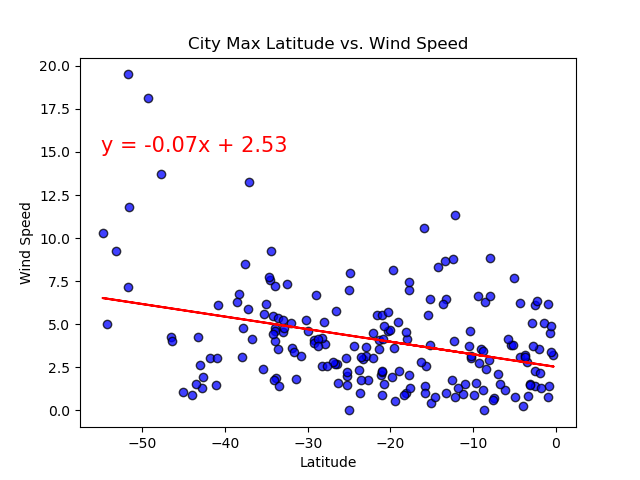 City Max Latitude vs. Wind Speed
20.0
17.5
15.0
12.5
10.0
7.5
5.0
2.5
0.0
Wind Speed
y = -0.07x + 2.53
−50 −40 −30 −20 −10 0
Latitude